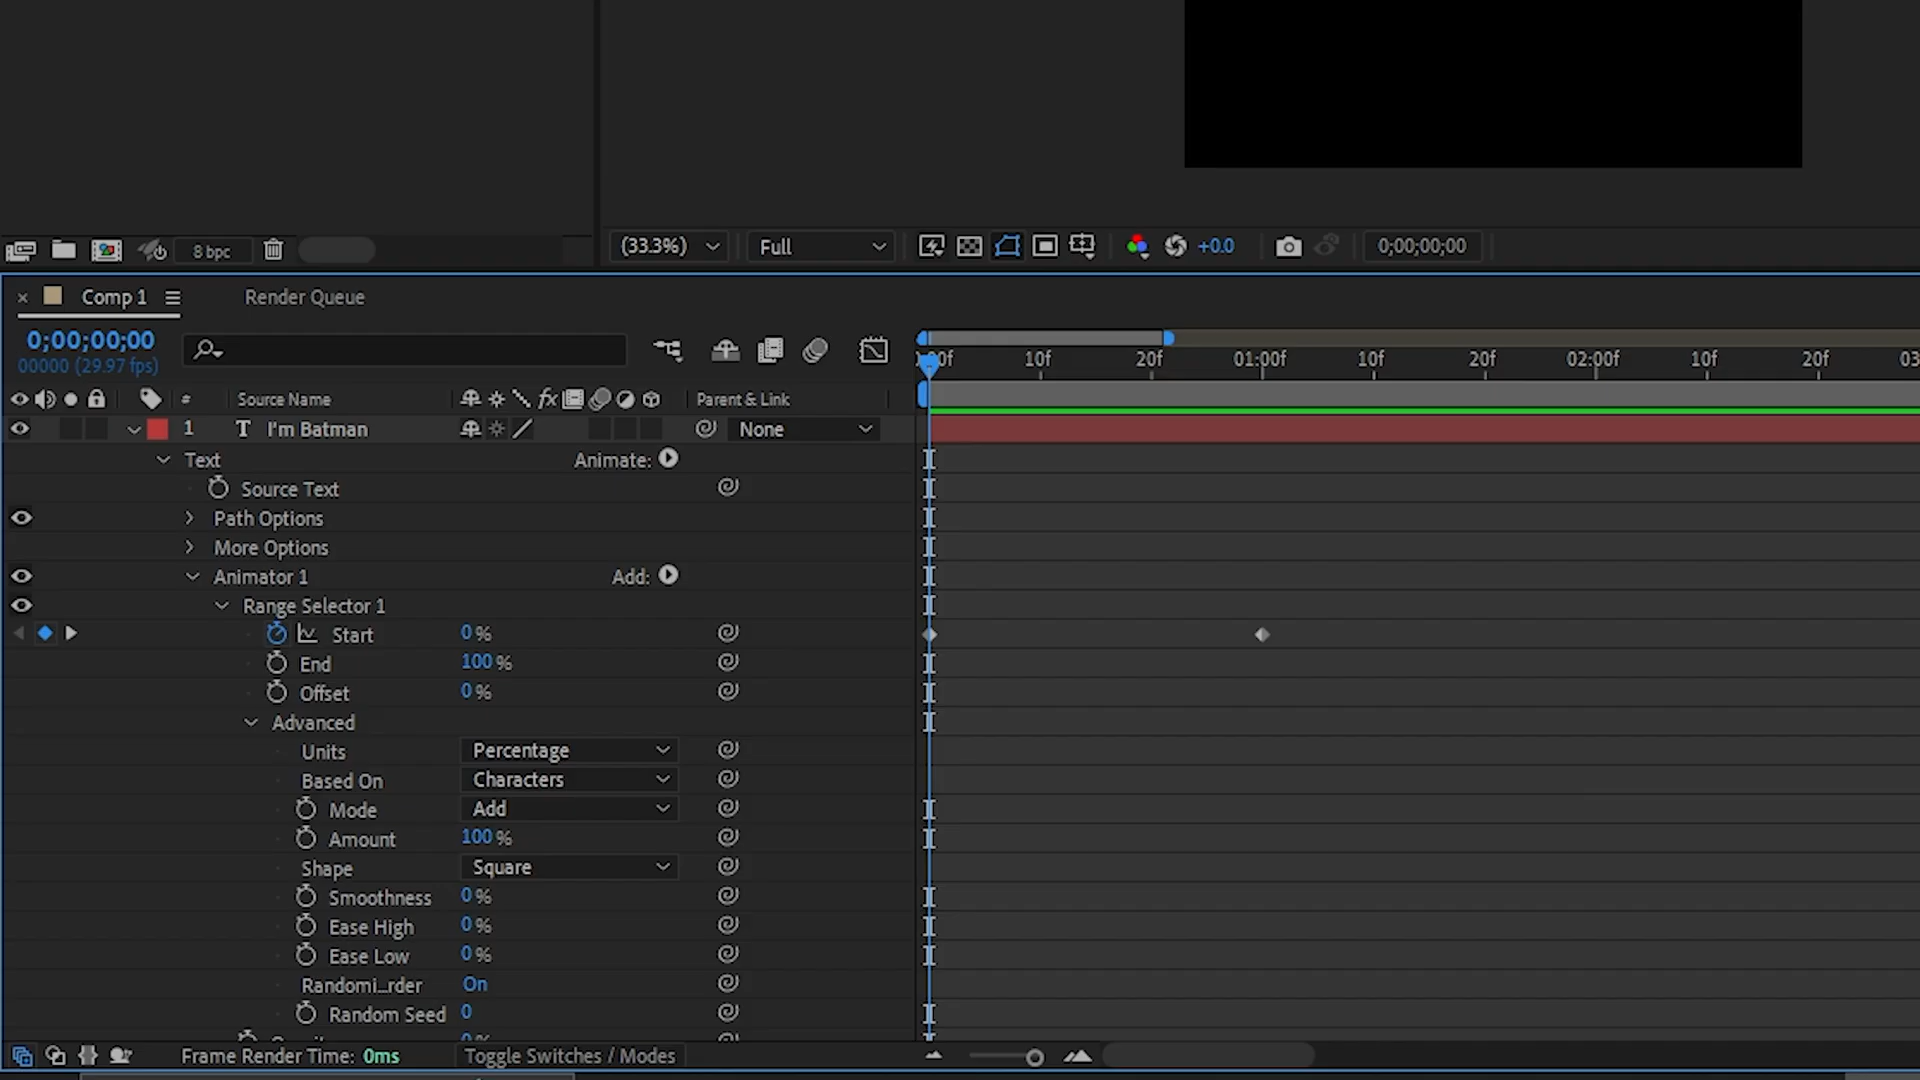 8 bpc
(33.3%)
Full
+0.0
0;00;00;00
Comp 1
Render Queue
0;00;00;00
00000 (29.97 fps)
00f 10f 20f 01:00f 10f 20f 02:00f 10f 20f 03
# Source Name fx Parent & Link
1 T I'm Batman None
Text Animate:
Source Text
Path Options
More Options
Animator 1 Add:
Range Selector 1
Start 0 %
End 100 %
Offset 0 %
Advanced
Units Percentage
Based On Characters
Mode Add
Amount 100 %
Shape Square
Smoothness 0 %
Ease High 0 %
Ease Low 0 %
Randomi...rder On
Random Seed 0
Frame Render Time: 0ms Toggle Switches / Modes